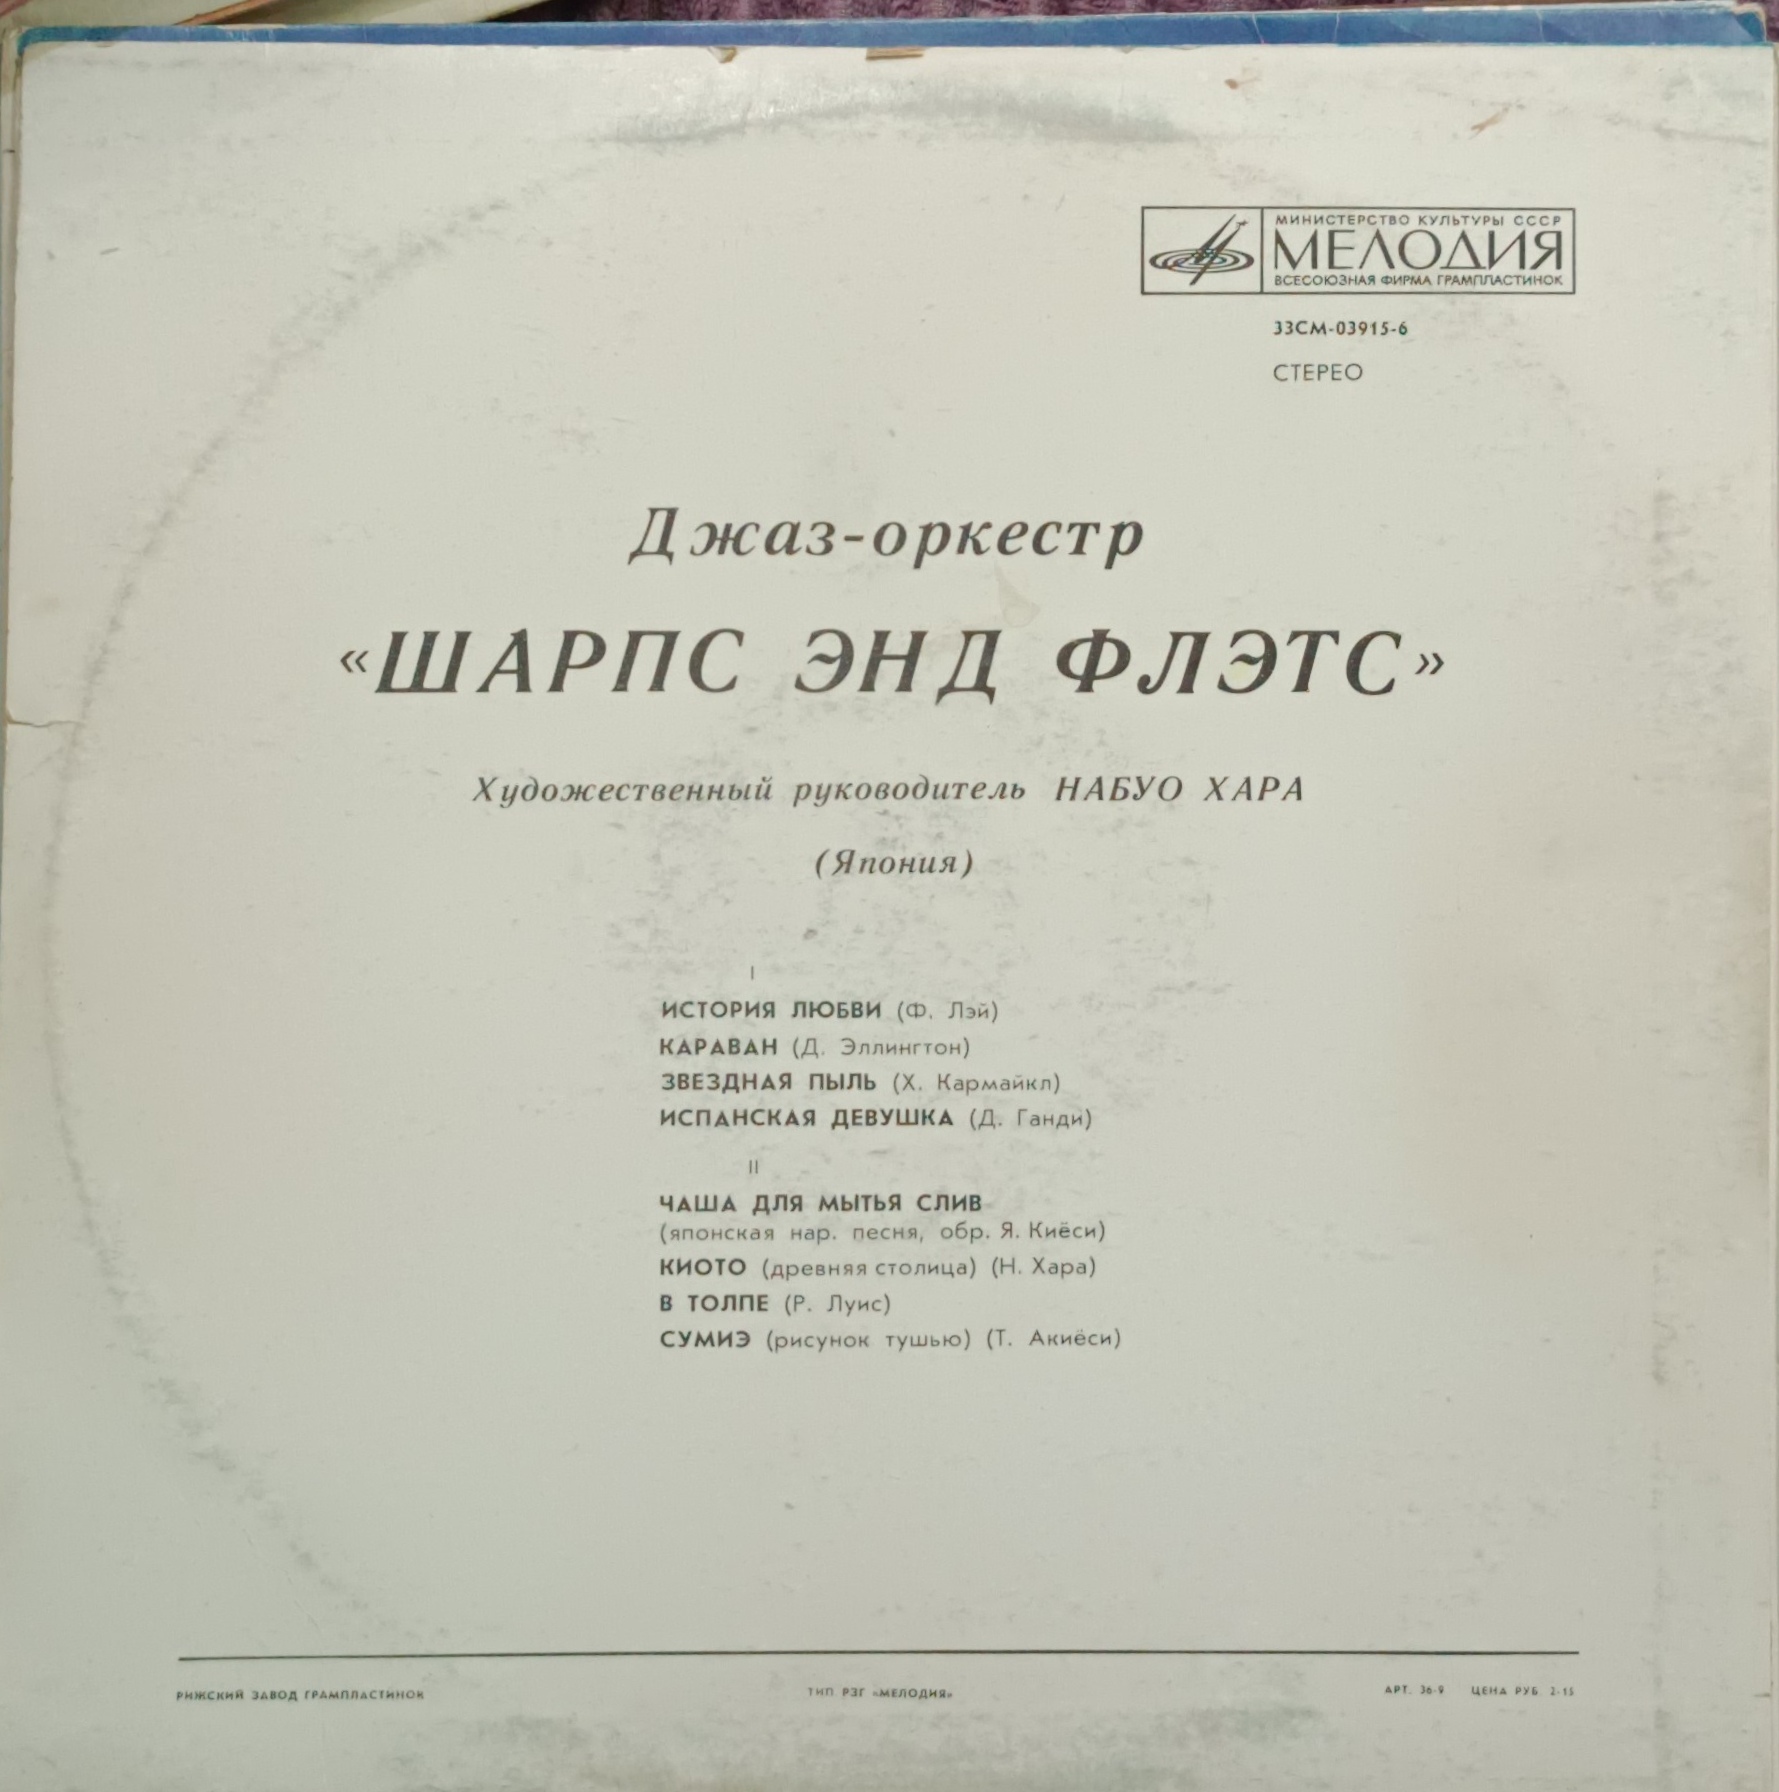 МИНИСТЕРСТВО КУЛЬТУРЫ СССР
МЕЛОДИЯ
ВСЕСОЮЗНАЯ ФИРМА ГРАМПЛАСТИНОК
33СМ-03915-6
СТЕРЕО
Джаз-оркестр
«ШАРПС ЭНД ФЛЭТС»
Художественный руководитель НАБУО ХАРА
(Япония)
I
ИСТОРИЯ ЛЮБВИ (Ф. Лэй)
КАРАВАН (Д. Эллингтон)
ЗВЕЗДНАЯ ПЫЛЬ (Х. Кармайкл)
ИСПАНСКАЯ ДЕВУШКА (Д. Ганди)
II
ЧАША ДЛЯ МЫТЬЯ СЛИВ
(японская нар. песня, обр. Я. Киёси)
КИОТО (древняя столица) (Н. Хара)
В ТОЛПЕ (Р. Луис)
СУМИЭ (рисунок тушью) (Т. Акиёси)
РИЖСКИЙ ЗАВОД ГРАМПЛАСТИНОК ТИП РЗГ «МЕЛОДИЯ» АРТ. 36-9 ЦЕНА РУБ. 2-15